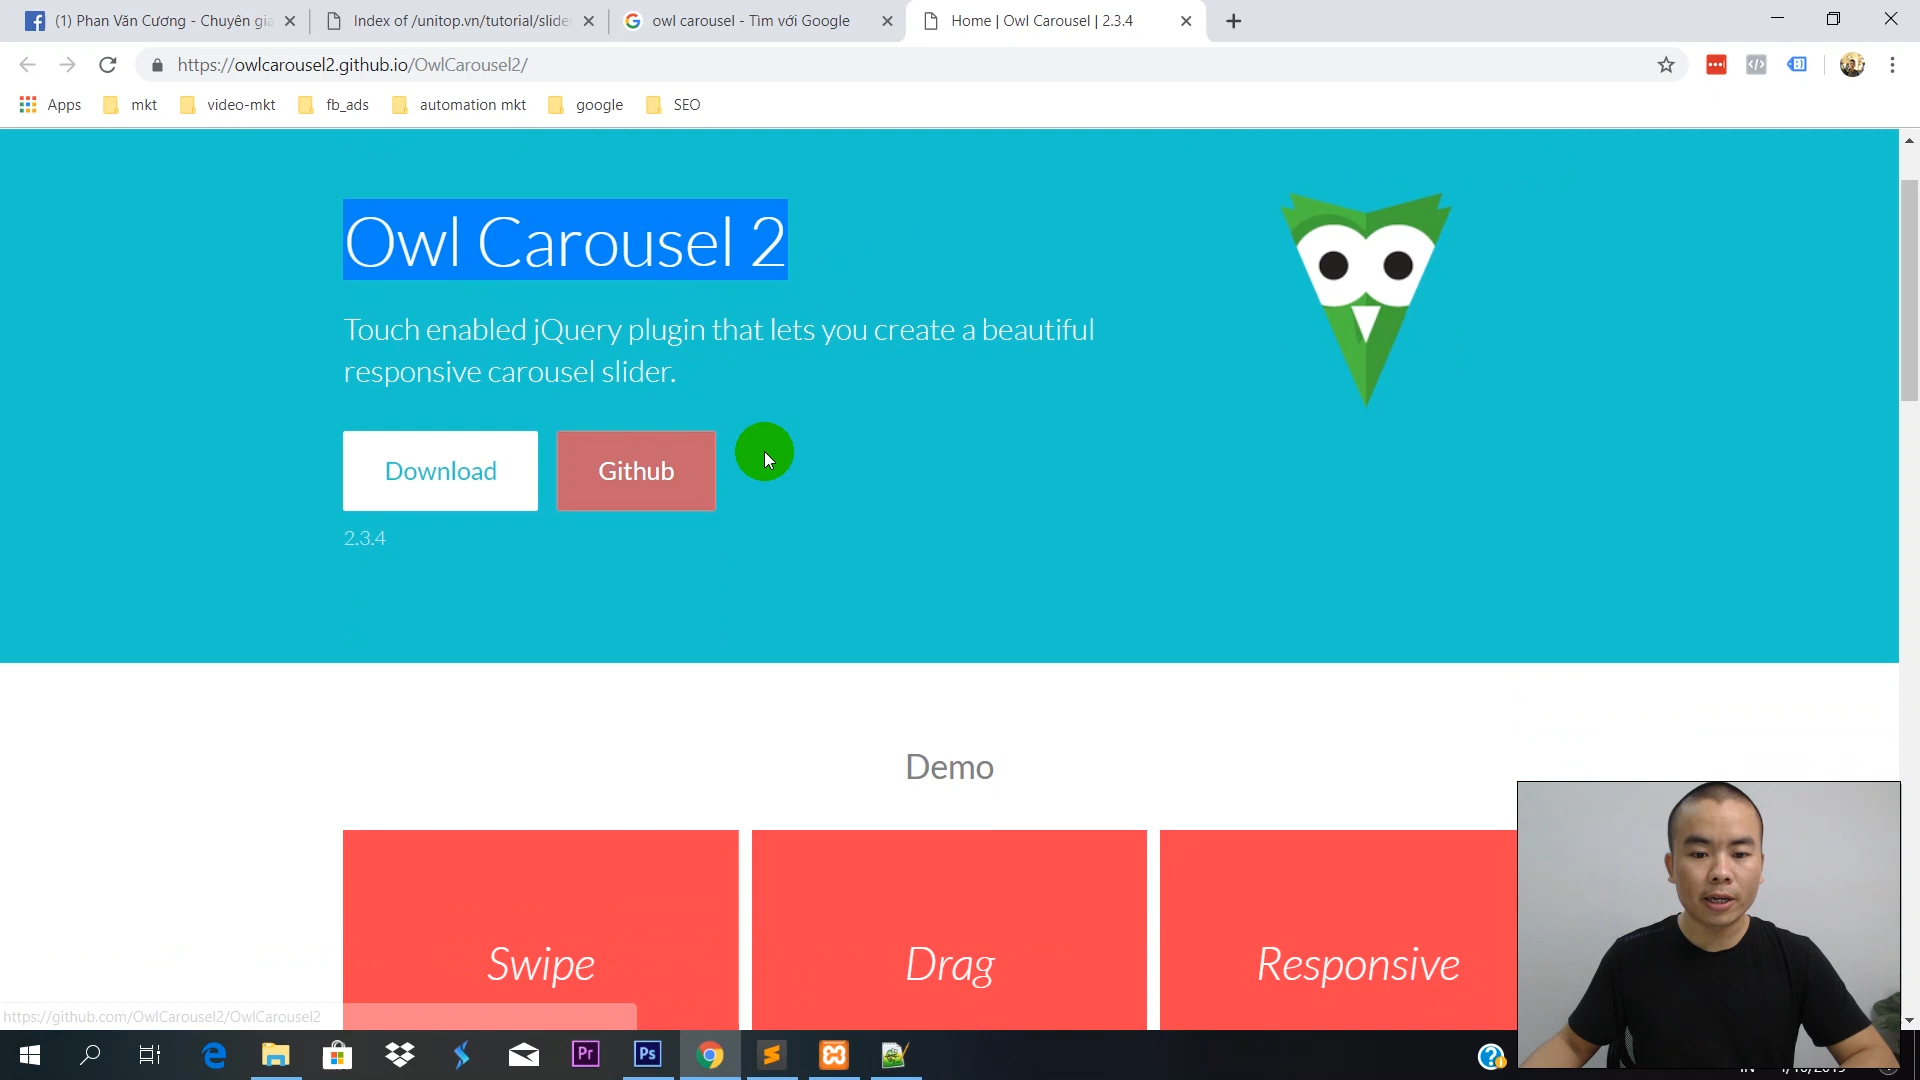 (1) Phan Văn Cương - Chuyên gia
Index of /unitop.vn/tutorial/slide
owl carousel - Tìm với Google
Home | Owl Carousel | 2.3.4
https://owlcarousel2.github.io/OwlCarousel2/
Apps
mkt
video-mkt
fb_ads
automation mkt
google
SEO
Owl Carousel 2
Touch enabled jQuery plugin that lets you create a beautiful
responsive carousel slider.
Download
Github
2.3.4
Demo
Swipe
Drag
Responsive
https://github.com/OwlCarousel2/OwlCarousel2
Pr
Ps